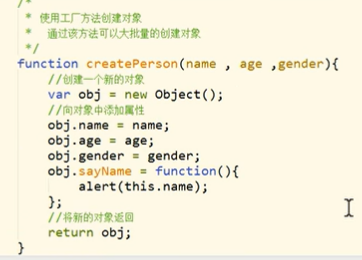 /*
 * 使用工厂方法创建对象
 *  通过该方法可以大批量的创建对象
 */
function createPerson(name , age ,gender){
    //创建一个新的对象
    var obj = new Object();
    //向对象中添加属性
    obj.name = name;
    obj.age = age;
    obj.gender = gender;
    obj.sayName = function(){
        alert(this.name);
    };
    //将新的对象返回
    return obj;
}